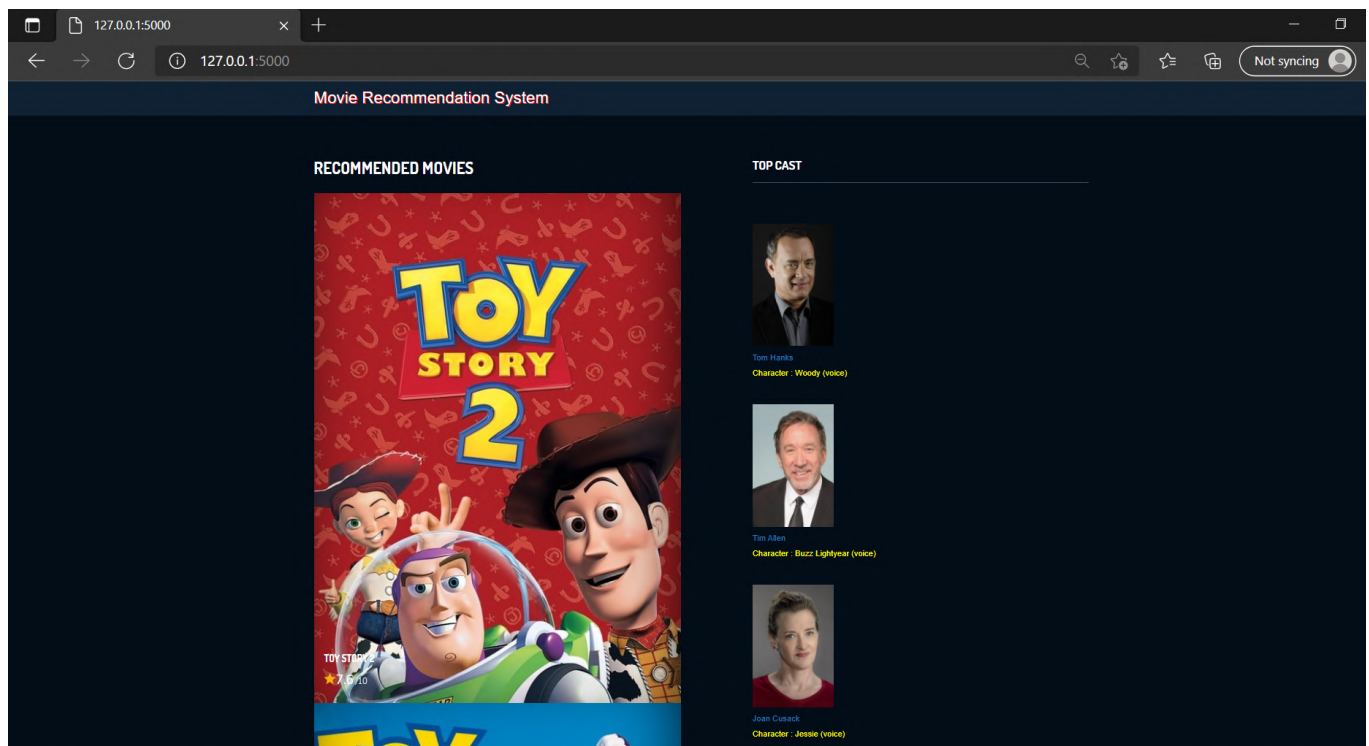 127.0.0.1:5000
127.0.0.1:5000
Not syncing
Movie Recommendation System
RECOMMENDED MOVIES
TOY
STORY
2
TOY STORY 2
7.6/10
TOY
TOP CAST
Tom Hanks
Character : Woody (voice)
Tim Allen
Character : Buzz Lightyear (voice)
Joan Cusack
Character : Jessie (voice)